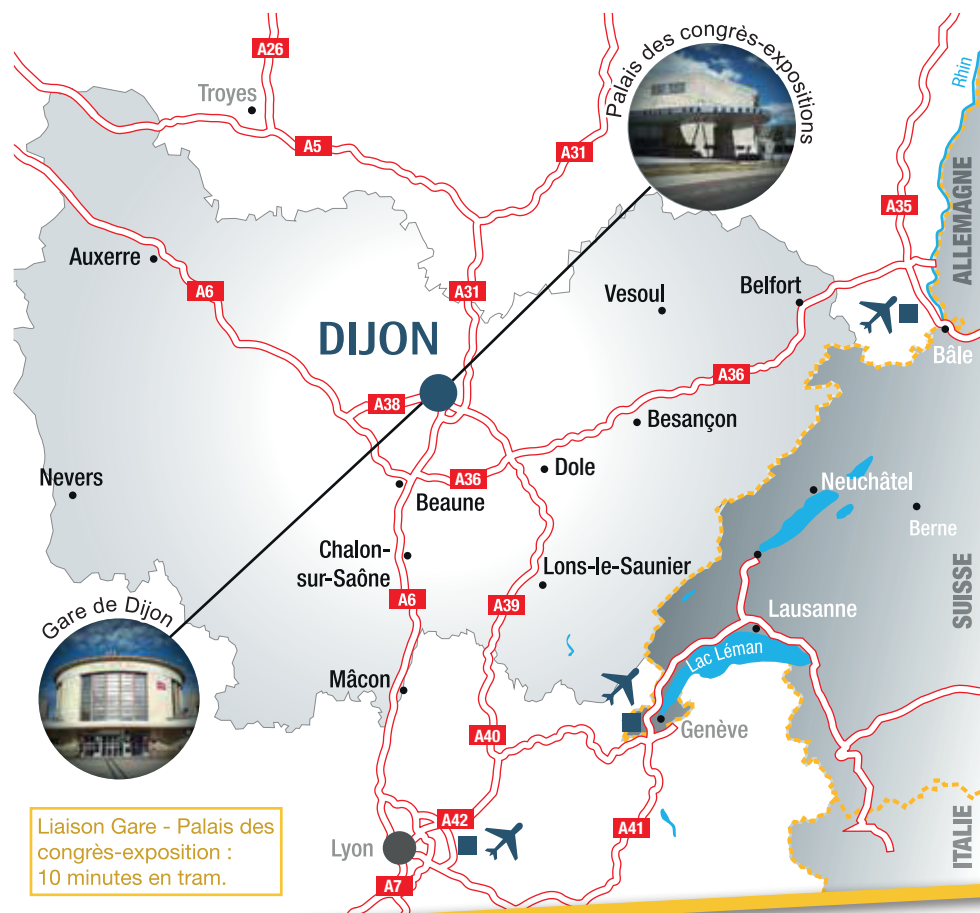 A26
Palais des congrès-expositions
Rhin
Troyes
A5
A31
A35
ALLEMAGNE
Auxerre
A6
A31
Vesoul
Belfort
DIJON
Bâle
A38
A36
Besançon
Nevers
A36
Dole
Beaune
Neuchâtel
Berne
Chalon-
sur-Saône
Lons-le-Saunier
SUISSE
A6
A39
Gare de Dijon
Lausanne
Lac Léman
Mâcon
A40
Genève
Liaison Gare - Palais des
congrès-exposition :
10 minutes en tram.
A42
A41
ITALIE
Lyon
A7